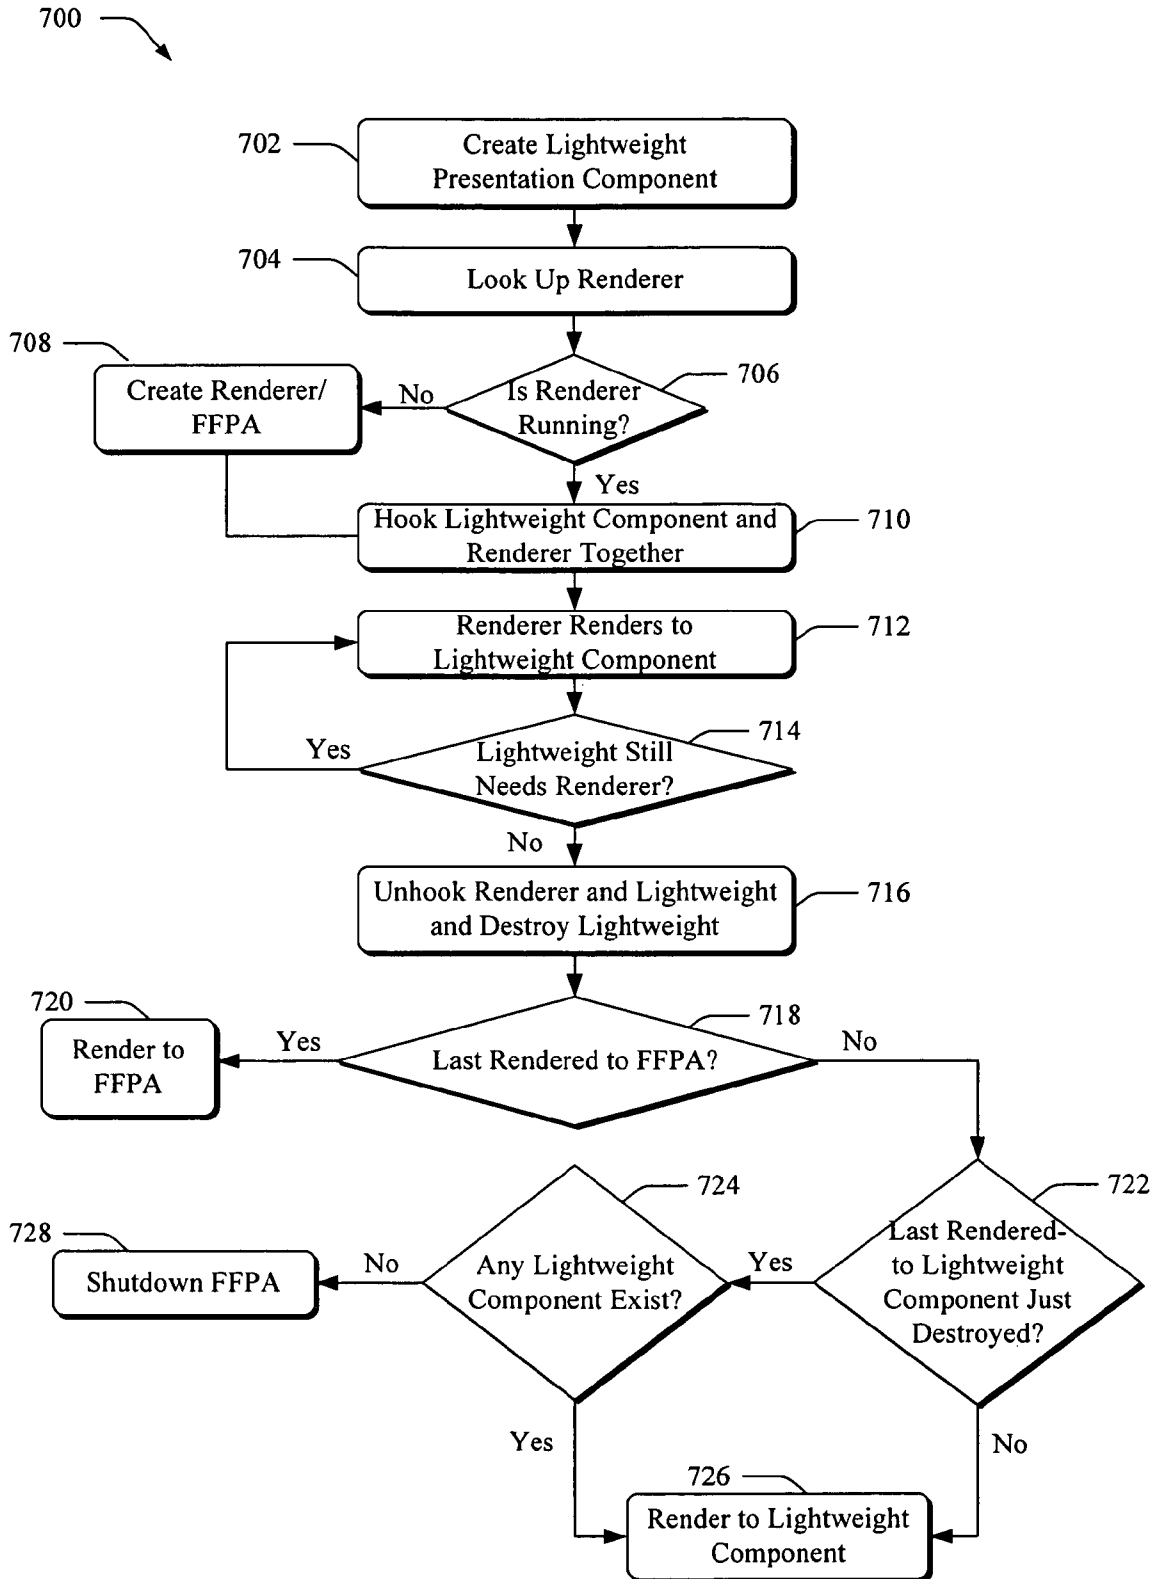 700
702
Create Lightweight
Presentation Component
704
Look Up Renderer
708
Create Renderer/
FFPA
No
Is Renderer
Running?
706
Yes
Hook Lightweight Component and
Renderer Together
710
Renderer Renders to
Lightweight Component
712
Yes
Lightweight Still
Needs Renderer?
714
No
Unhook Renderer and Lightweight
and Destroy Lightweight
716
720
Render to
FFPA
Yes
Last Rendered to FFPA?
718
No
728
Shutdown FFPA
No
Any Lightweight
Component Exist?
724
Yes
Last Rendered-
to Lightweight
Component Just
Destroyed?
722
Yes
No
726
Render to Lightweight
Component